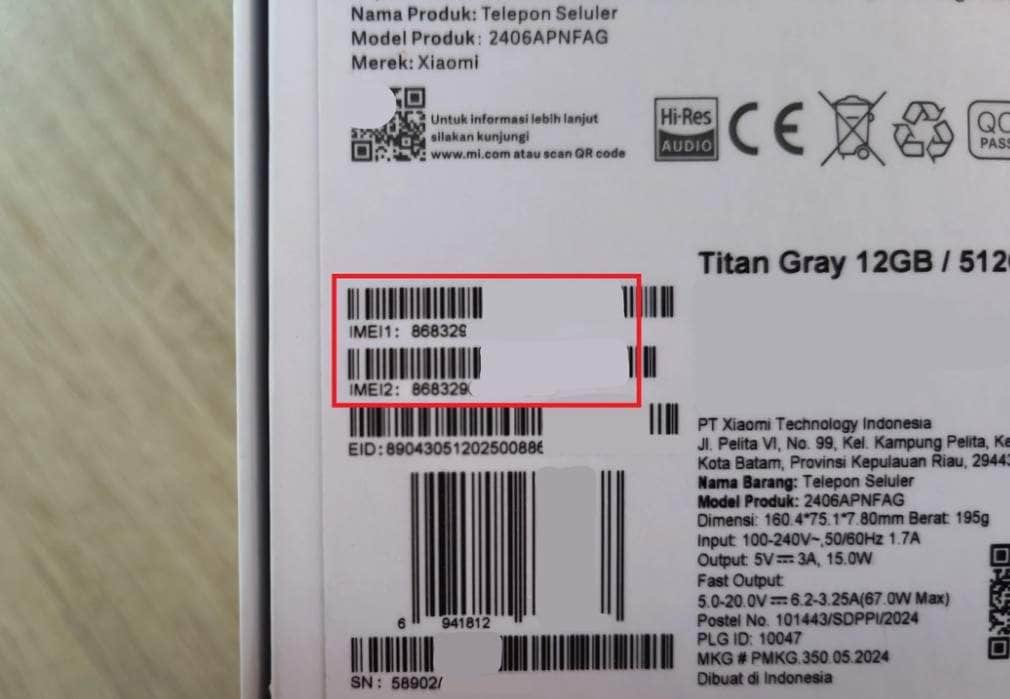 Nama Produk: Telepon Seluler
Model Produk: 2406APNFAG
Merek: Xiaomi
Untuk informasi lebih lanjut
silakan kunjungi
www.mi.com atau scan QR code
Hi-Res
AUDIO
CE
QC
PASS
Titan Gray 12GB / 512
IMEI1: 868329
IMEI2: 868329
EID:89043051202500886
6 941812
SN: 58902/
PT Xiaomi Technology Indonesia
Jl. Pelita VI, No. 99, Kel. Kampung Pelita, Ke
Kota Batam, Provinsi Kepulauan Riau, 2944
Nama Barang: Telepon Seluler
Model Produk: 2406APNFAG
Dimensi: 160.4*75.1*7.80mm Berat: 195g
Input: 100-240V~,50/60Hz 1.7A
Output: 5V⎓3A, 15.0W
Fast Output:
5.0-20.0V⎓6.2-3.25A(67.0W Max)
Postel No. 101443/SDPPI/2024
PLG ID: 10047
MKG # PMKG.350.05.2024
Dibuat di Indonesia